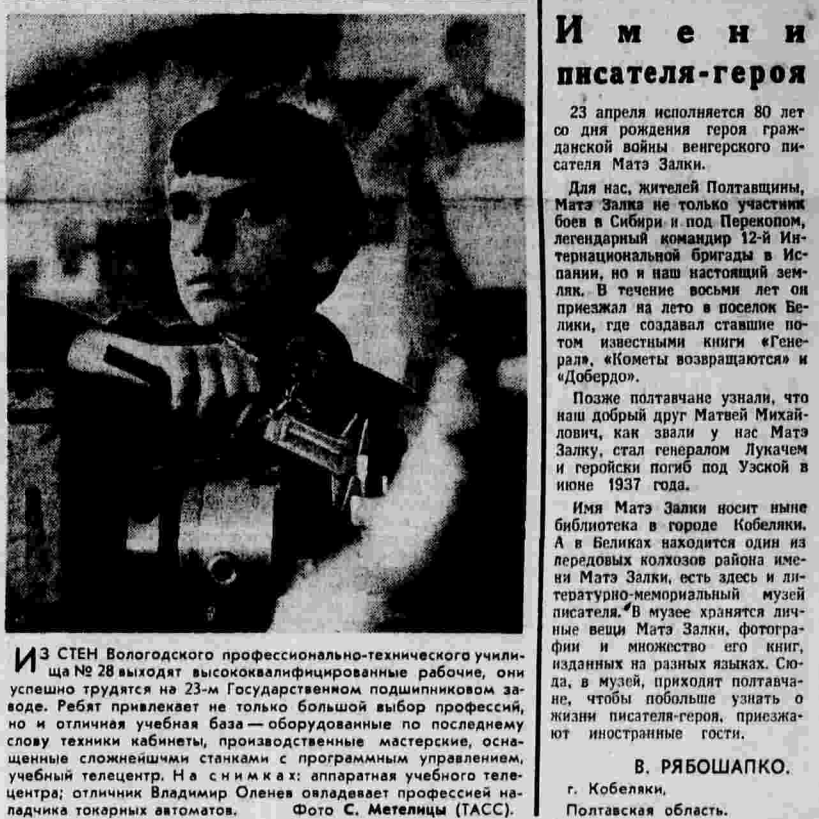 ИЗ СТЕН Вологодского профессионально-технического учили-
ща № 28 выходят высококвалифицированные рабочие, они
успешно трудятся на 23-м Государственном подшипниковом за-
воде. Ребят привлекает не только большой выбор профессий,
но и отличная учебная база — оборудованные по последнему
слову техники кабинеты, производственные мастерские, осна-
щенные сложнейшими станками с программным управлением,
учебный телецентр. На снимках: аппаратная учебного теле-
центра; отличник Владимир Оленев овладевает профессией на-
ладчика токарных автоматов. Фото С. Метелицы (ТАСС).
Имени
писателя-героя
23 апреля исполняется 80 лет
со дня рождения героя граж-
данской войны венгерского пи-
сателя Матэ Залки.
Для нас, жителей Полтавщины,
Матэ Залка не только участник
боев в Сибири и под Перекопом,
легендарный командир 12-й Ин-
тернациональной бригады в Ис-
пании, но и наш настоящий зем-
ляк. В течение восьми лет он
приезжал на лето в поселок Бе-
лики, где создавал ставшие по-
том известными книги «Гене-
рал», «Кометы возвращаются» и
«Добердо».
Позже полтавчане узнали, что
наш добрый друг Матвей Михай-
лович, как звали у нас Матэ
Залку, стал генералом Лукачем
и геройски погиб под Уэской в
июне 1937 года.
Имя Матэ Залки носит ныне
библиотека в городе Кобеляки.
А в Беликах находится один из
передовых колхозов района име-
ни Матэ Залки, есть здесь и ли-
тературно-мемориальный музей
писателя. В музее хранятся лич-
ные вещи Матэ Залки, фотогра-
фии и множество его книг,
изданных на разных языках. Сю-
да, в музей, приходят полтавча-
не, чтобы побольше узнать о
жизни писателя-героя, приезжа-
ют иностранные гости.
В. РЯБОШАПКО.
г. Кобеляки,
Полтавская область.